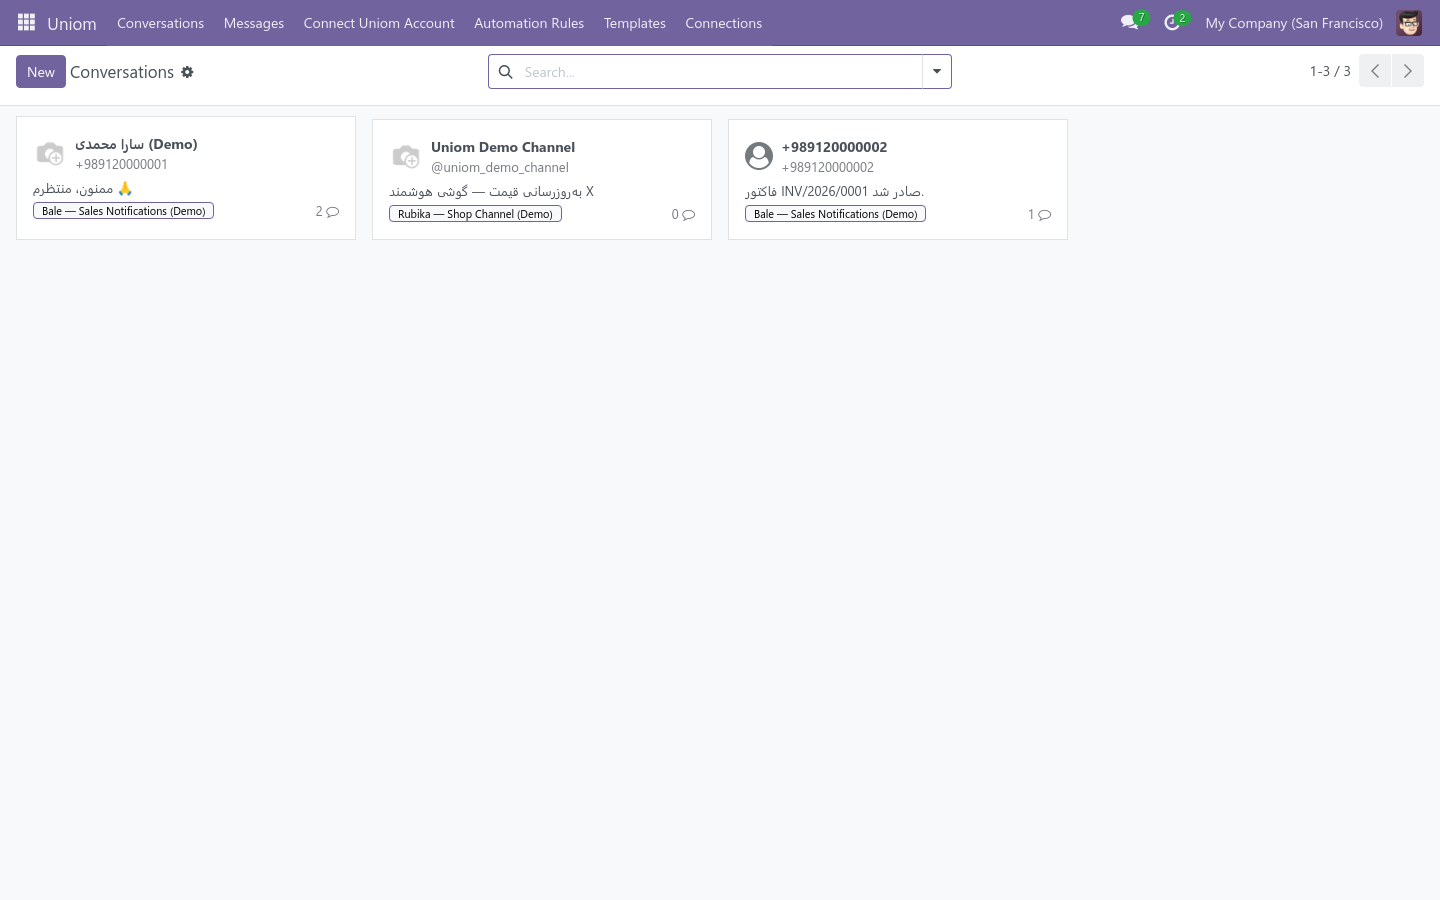 Uniom Conversations Messages Connect Uniom Account Automation Rules Templates Connections 7 2 My Company (San Francisco)
New Conversations Search... 1-3 / 3
سارا محمدی (Demo)
+989120000001
ممنون، منتظرم 🙏
Bale — Sales Notifications (Demo) 2
Uniom Demo Channel
@uniom_demo_channel
به‌روزرسانی قیمت — گوشی هوشمند X
Rubika — Shop Channel (Demo) 0
+989120000002
+989120000002
فاکتور INV/2026/0001 صادر شد.
Bale — Sales Notifications (Demo) 1